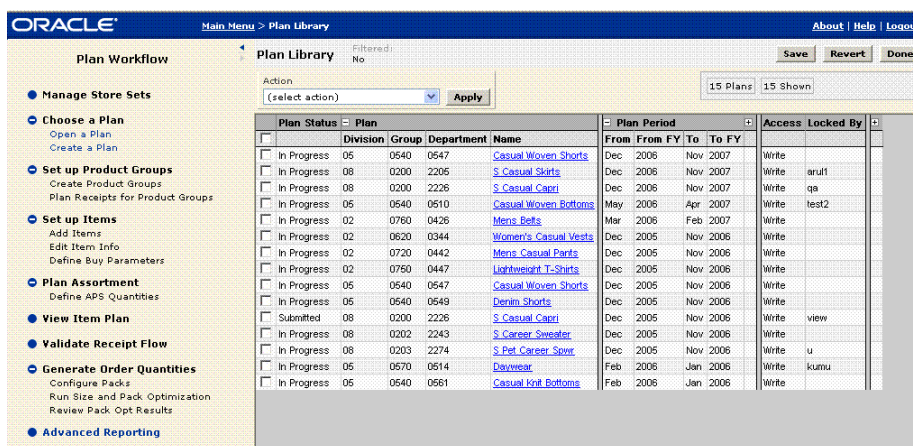 ORACLE Main Menu > Plan Library About | Help | Logou
Plan Workflow
Manage Store Sets
Choose a Plan
Open a Plan
Create a Plan
Set up Product Groups
Create Product Groups
Plan Receipts for Product Groups
Set up Items
Add Items
Edit Item Info
Define Buy Parameters
Plan Assortment
Define APS Quantities
View Item Plan
Validate Receipt Flow
Generate Order Quantities
Configure Packs
Run Size and Pack Optimization
Review Pack Opt Results
Advanced Reporting
Plan Library Filtered: No Save Revert Done
Action
(select action) Apply 15 Plans 15 Shown
Plan Status Plan Plan Period Access Locked By
Division Group Department Name From From FY To To FY
In Progress 05 0540 0547 Casual Woven Shorts Dec 2006 Nov 2007 Write
In Progress 08 0200 2205 S Casual Skirts Dec 2006 Nov 2007 Write arul1
In Progress 08 0200 2226 S Casual Capri Dec 2006 Nov 2007 Write qa
In Progress 05 0540 0510 Casual Woven Bottoms May 2006 Apr 2007 Write test2
In Progress 02 0760 0426 Mens Belts Mar 2006 Feb 2007 Write
In Progress 02 0620 0344 Women's Casual Vests Dec 2005 Nov 2006 Write
In Progress 02 0720 0442 Mens Casual Pants Dec 2005 Nov 2006 Write
In Progress 02 0750 0447 Lightweight T-Shirts Dec 2005 Nov 2006 Write
In Progress 05 0540 0547 Casual Woven Shorts Dec 2005 Nov 2006 Write
In Progress 05 0540 0549 Denim Shorts Dec 2005 Nov 2006 Write
Submitted 08 0200 2226 S Casual Capri Dec 2005 Nov 2006 Write view
In Progress 08 0202 2243 S Career Sweater Dec 2005 Nov 2006 Write
In Progress 08 0203 2274 S Pet Career Spwr Dec 2005 Nov 2006 Write u
In Progress 05 0570 0514 Daywear Feb 2006 Jan 2006 Write kumu
In Progress 05 0540 0561 Casual Knit Bottoms Feb 2006 Jan 2006 Write